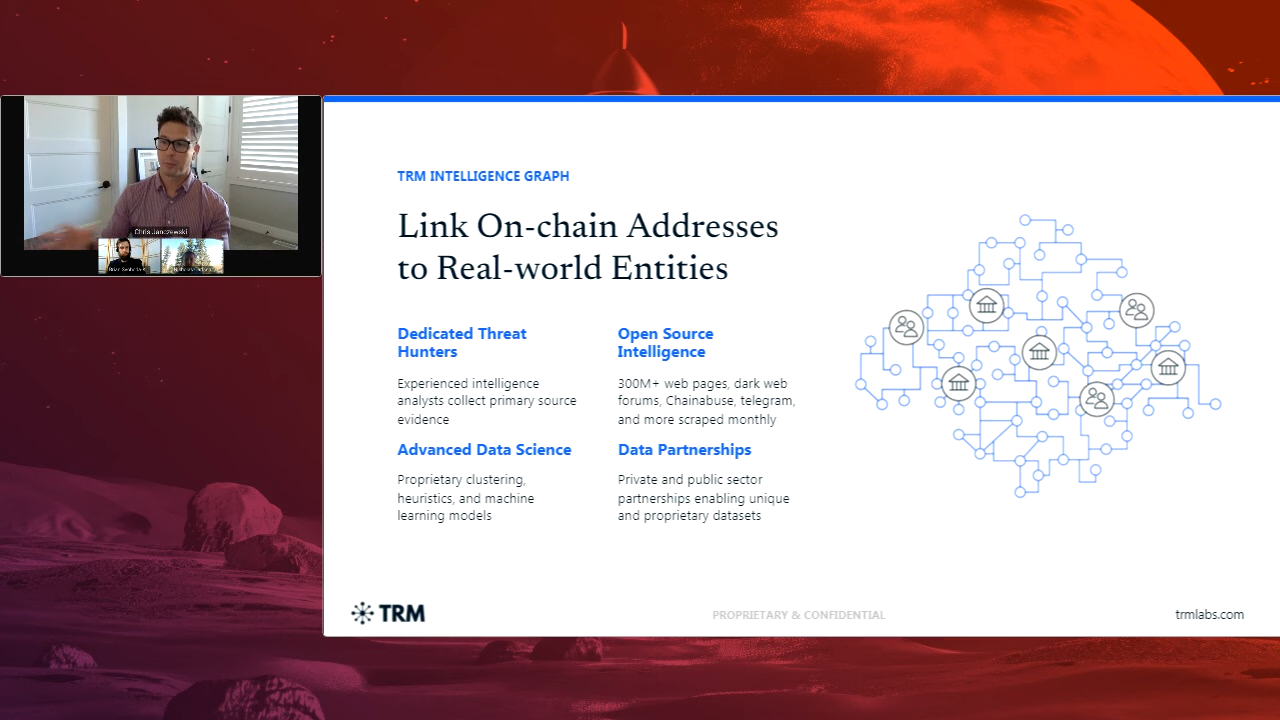 Chris Janczewski
TRM INTELLIGENCE GRAPH
Link On-chain Addresses
to Real-world Entities
Dedicated Threat
Hunters
Experienced intelligence
analysts collect primary source
evidence
Open Source
Intelligence
300M+ web pages, dark web
forums, Chainabuse, telegram,
and more scraped monthly
Advanced Data Science
Proprietary clustering,
heuristics, and machine
learning models
Data Partnerships
Private and public sector
partnerships enabling unique
and proprietary datasets
TRM
PROPRIETARY & CONFIDENTIAL
trmlabs.com